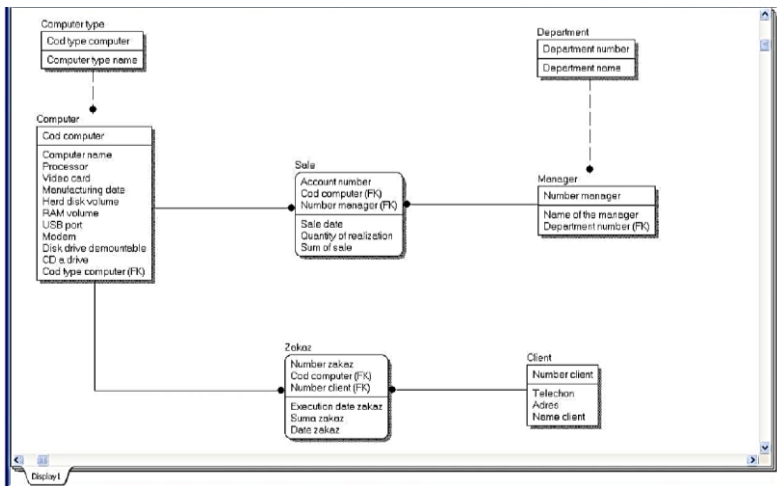 Computer type
Cod type computer
Computer type name
Department
Department number
Department name
Computer
Cod computer
Computer name
Processor
Video card
Manufacturing date
Hard disk volume
RAM volume
USB port
Modem
Disk drive demountable
CD a drive
Cod type computer (FK)
Sale
Account number
Cod computer (FK)
Number manager (FK)
Sale date
Quantity of realization
Sum of sale
Manager
Number manager
Name of the manager
Department number (FK)
Zakaz
Number zakaz
Cod computer (FK)
Number client (FK)
Execution date zakaz
Suma zakaz
Date zakaz
Client
Number client
Telechon
Adres
Name client
Display1